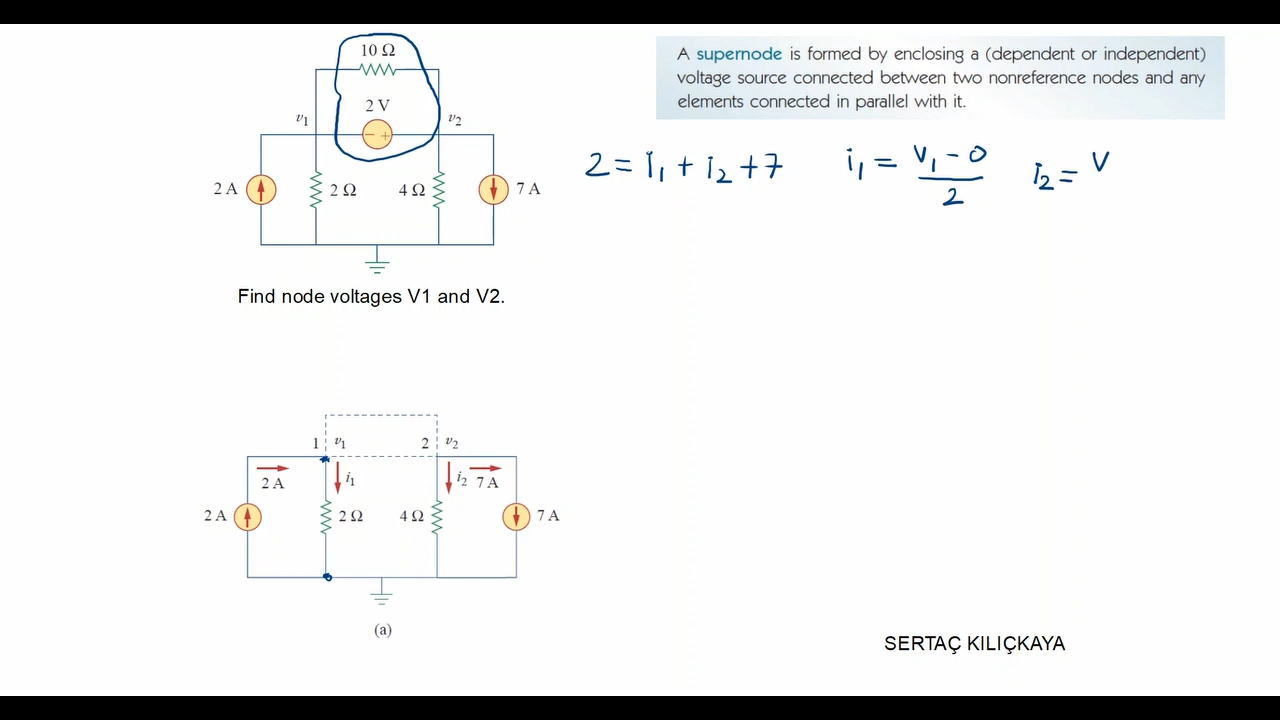 10 Ω
2 V
v1
v2
2 A
2 Ω
4 Ω
7 A
Find node voltages V1 and V2.
A supernode is formed by enclosing a (dependent or independent)
voltage source connected between two nonreference nodes and any
elements connected in parallel with it.
2 = i1 + i2 + 7
i1 = V1 - 0 / 2
i2 = V
1 v1
2 v2
2 A
i1
i2 7 A
2 A
2 Ω
4 Ω
7 A
(a)
SERTAÇ KILIÇKAYA